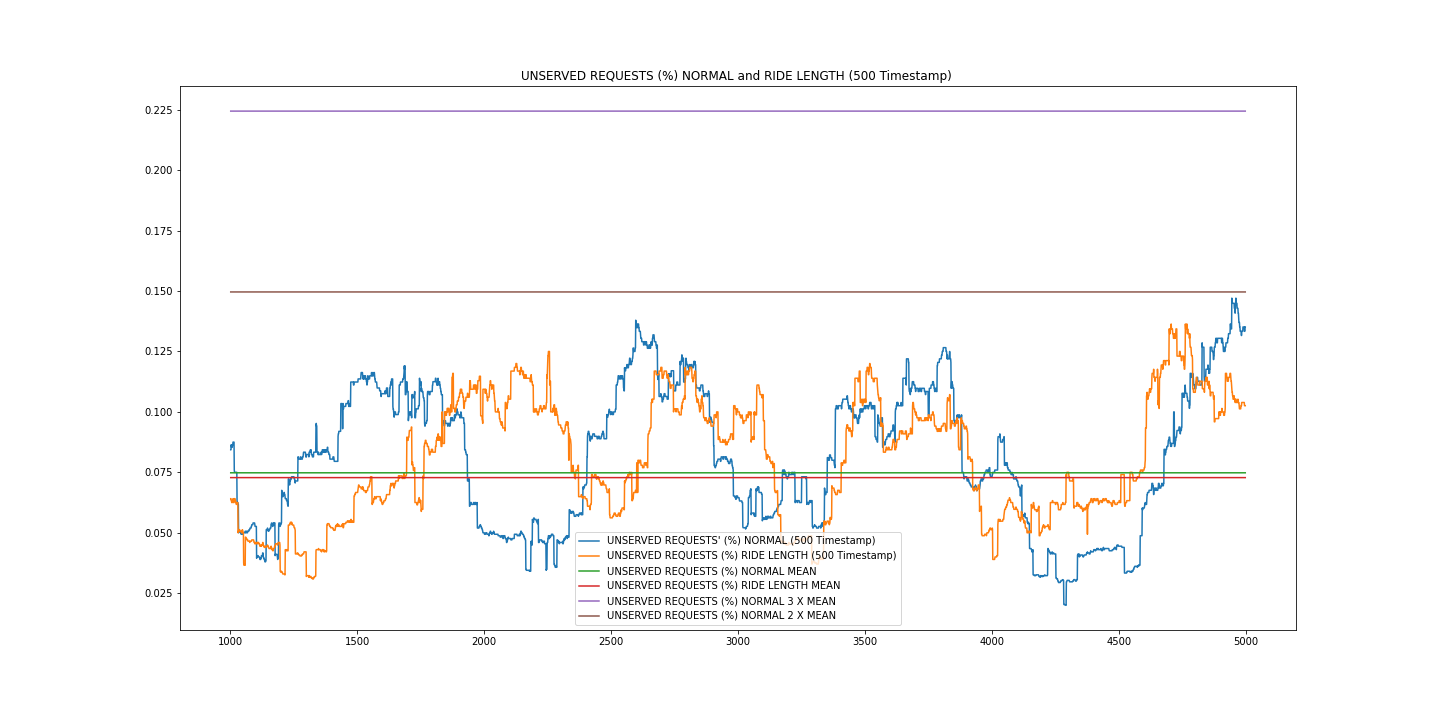 UNSERVED REQUESTS (%) NORMAL and RIDE LENGTH (500 Timestamp)
0.225
0.200
0.175
0.150
0.125
0.100
0.075
0.050
0.025
UNSERVED REQUESTS' (%) NORMAL (500 Timestamp)
UNSERVED REQUESTS (%) RIDE LENGTH (500 Timestamp)
UNSERVED REQUESTS (%) NORMAL MEAN
UNSERVED REQUESTS (%) RIDE LENGTH MEAN
UNSERVED REQUESTS (%) NORMAL 3 X MEAN
UNSERVED REQUESTS (%) NORMAL 2 X MEAN
1000 1500 2000 2500 3000 3500 4000 4500 5000